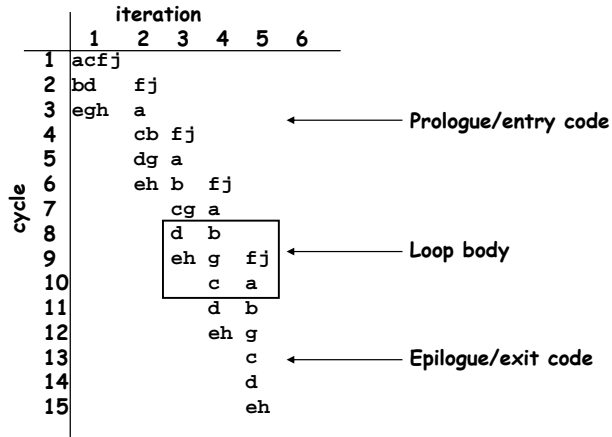 iteration
1 2 3 4 5 6
1 acfj
2 bd fj
3 egh a
Prologue/entry code
4 cb fj
5 dg a
6 eh b fj
7 cg a
8 d b
Loop body
9 eh g fj
10 c a
11 d b
12 eh g
13 c
Epilogue/exit code
14 d
15 eh
cycle